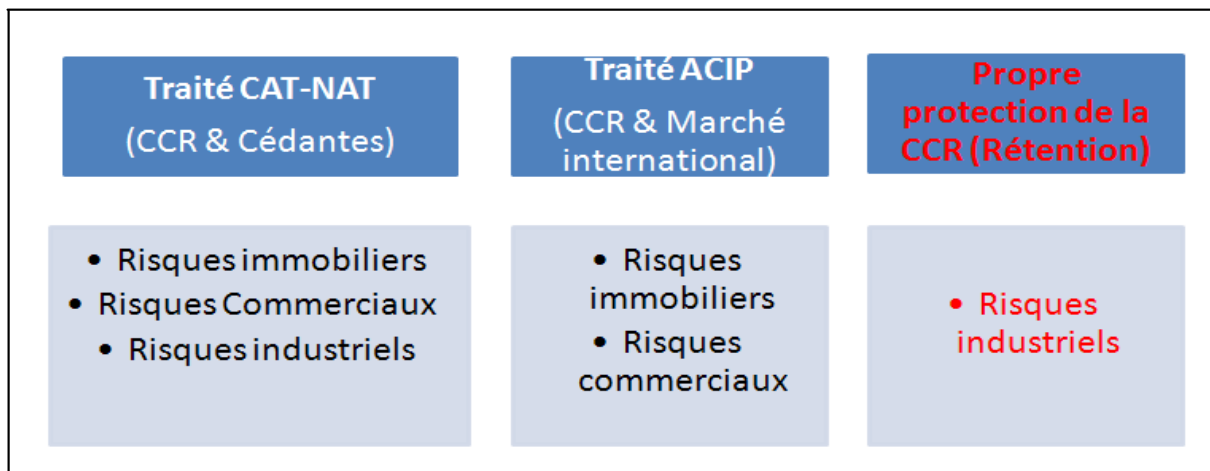 Traité CAT-NAT
(CCR & Cédantes)
• Risques immobiliers
• Risques Commerciaux
• Risques industriels
Traité ACIP
(CCR & Marché
international)
• Risques
immobiliers
• Risques
commerciaux
Propre
protection de la
CCR (Rétention)
• Risques
industriels